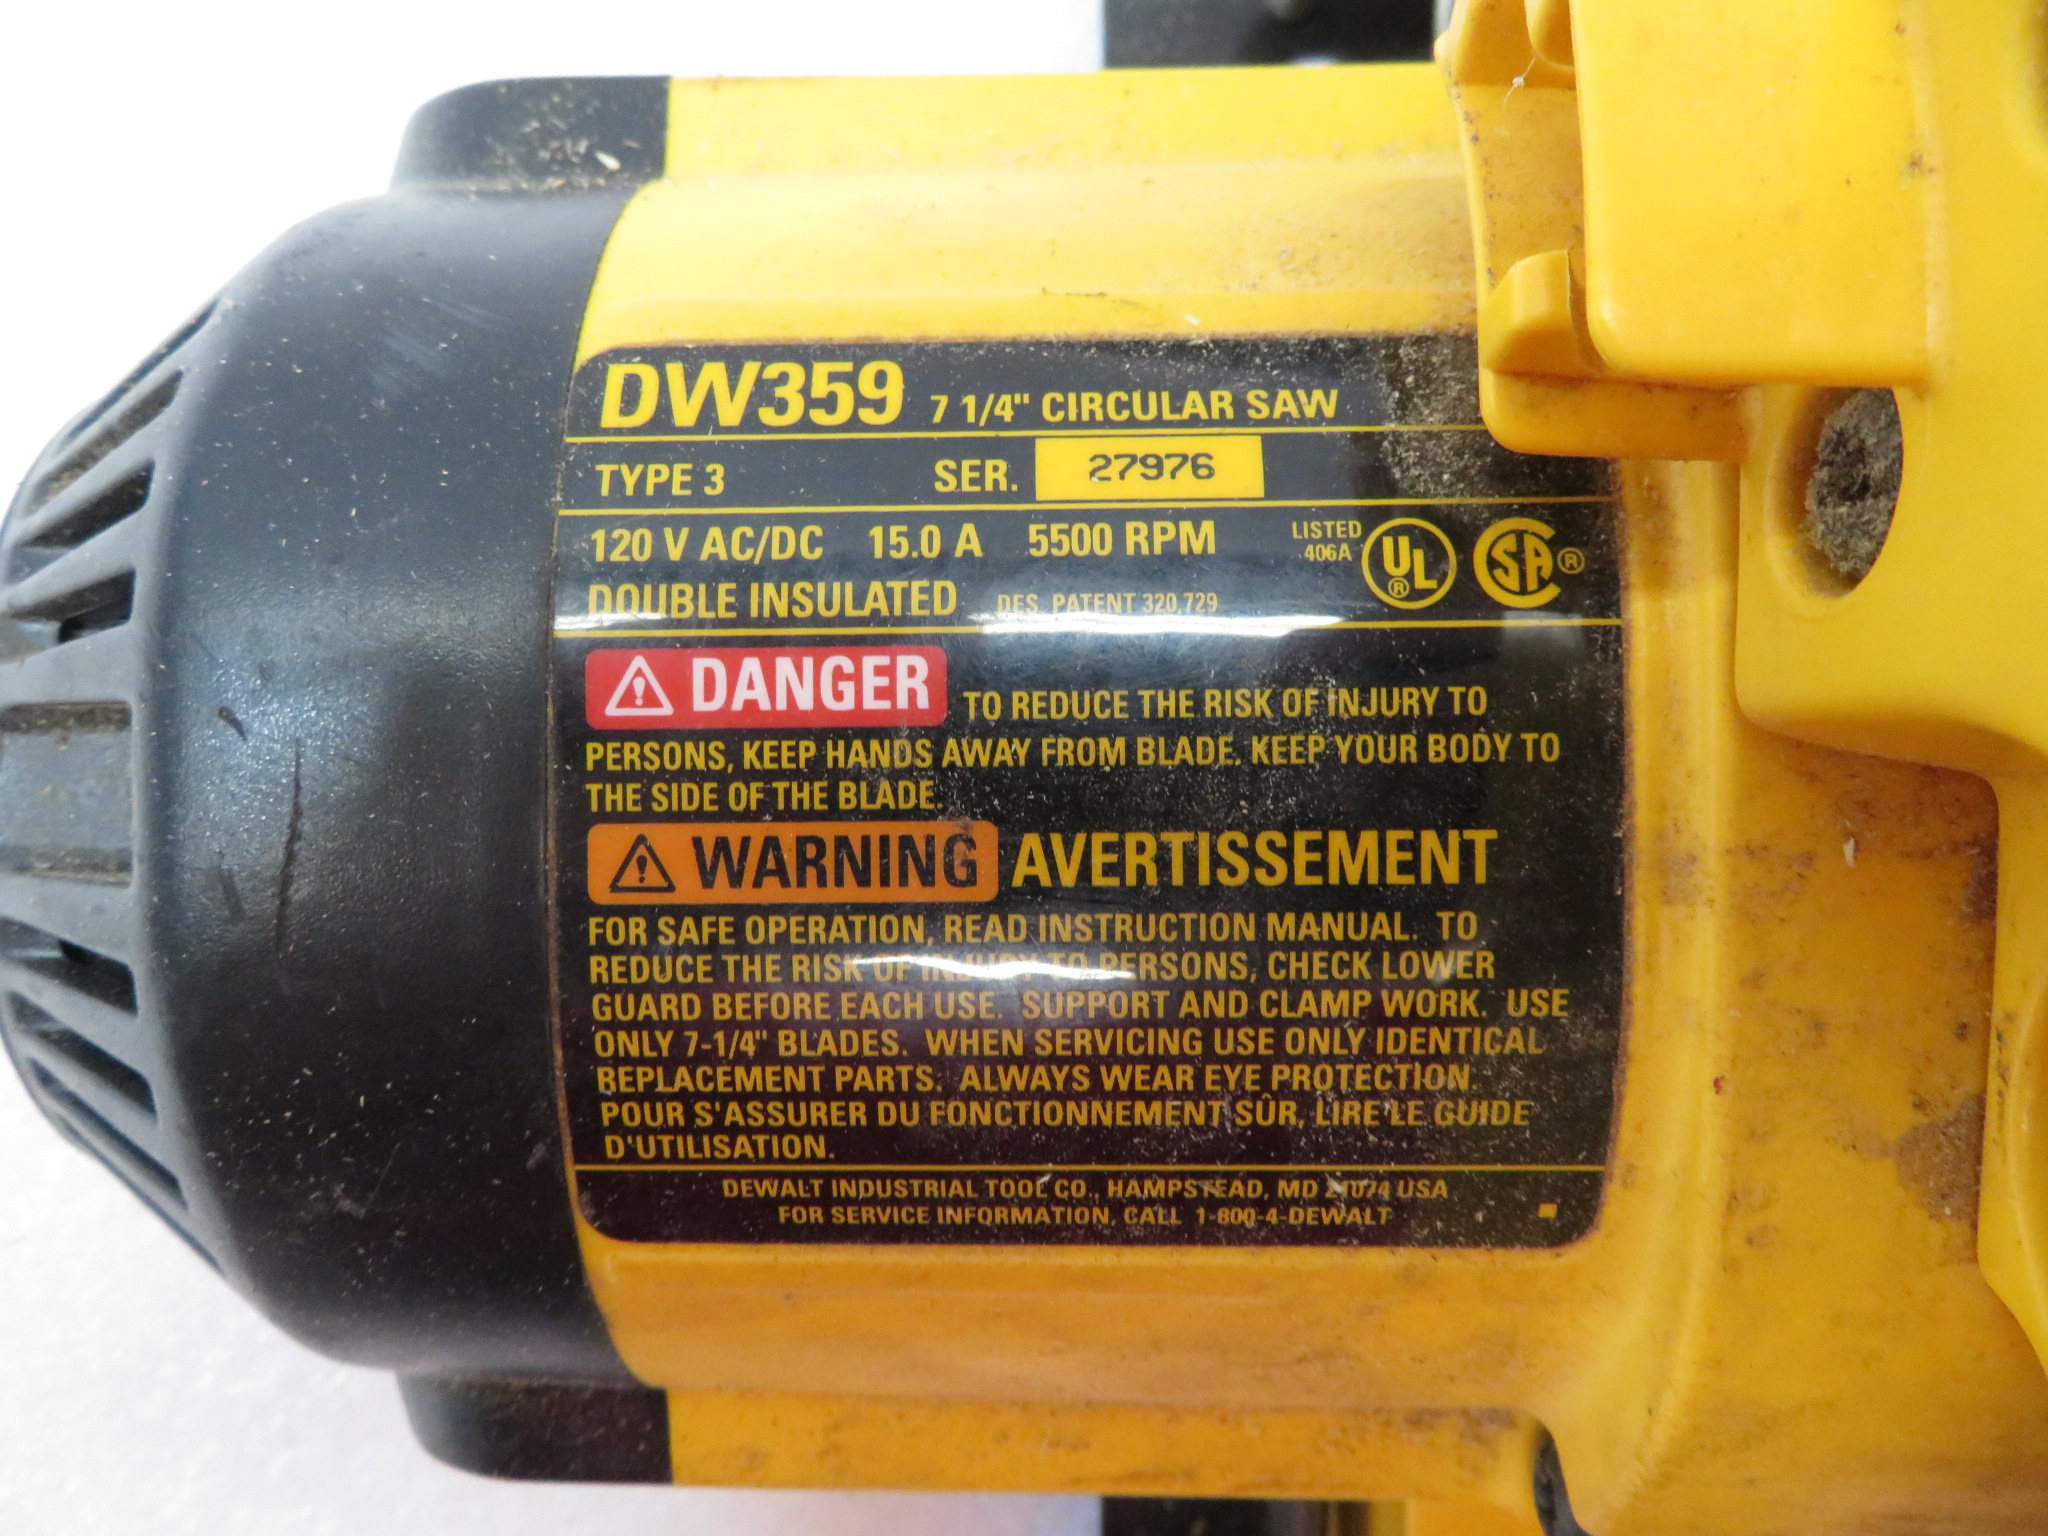 DW359 7 1/4" CIRCULAR SAW
TYPE 3 SER. 27976
120 V AC/DC 15.0 A 5500 RPM LISTED 406A UL® SA®
DOUBLE INSULATED DES. PATENT 320,729
DANGER TO REDUCE THE RISK OF INJURY TO
PERSONS, KEEP HANDS AWAY FROM BLADE. KEEP YOUR BODY TO
THE SIDE OF THE BLADE.
WARNING AVERTISSEMENT
FOR SAFE OPERATION, READ INSTRUCTION MANUAL. TO
REDUCE THE RISK OF INJURY TO PERSONS, CHECK LOWER
GUARD BEFORE EACH USE. SUPPORT AND CLAMP WORK. USE
ONLY 7-1/4" BLADES. WHEN SERVICING USE ONLY IDENTICAL
REPLACEMENT PARTS. ALWAYS WEAR EYE PROTECTION.
POUR S'ASSURER DU FONCTIONNEMENT SÛR, LIRE LE GUIDE
D'UTILISATION.
DEWALT INDUSTRIAL TOOL CO., HAMPSTEAD, MD 21074 USA
FOR SERVICE INFORMATION, CALL 1-800-4-DEWALT